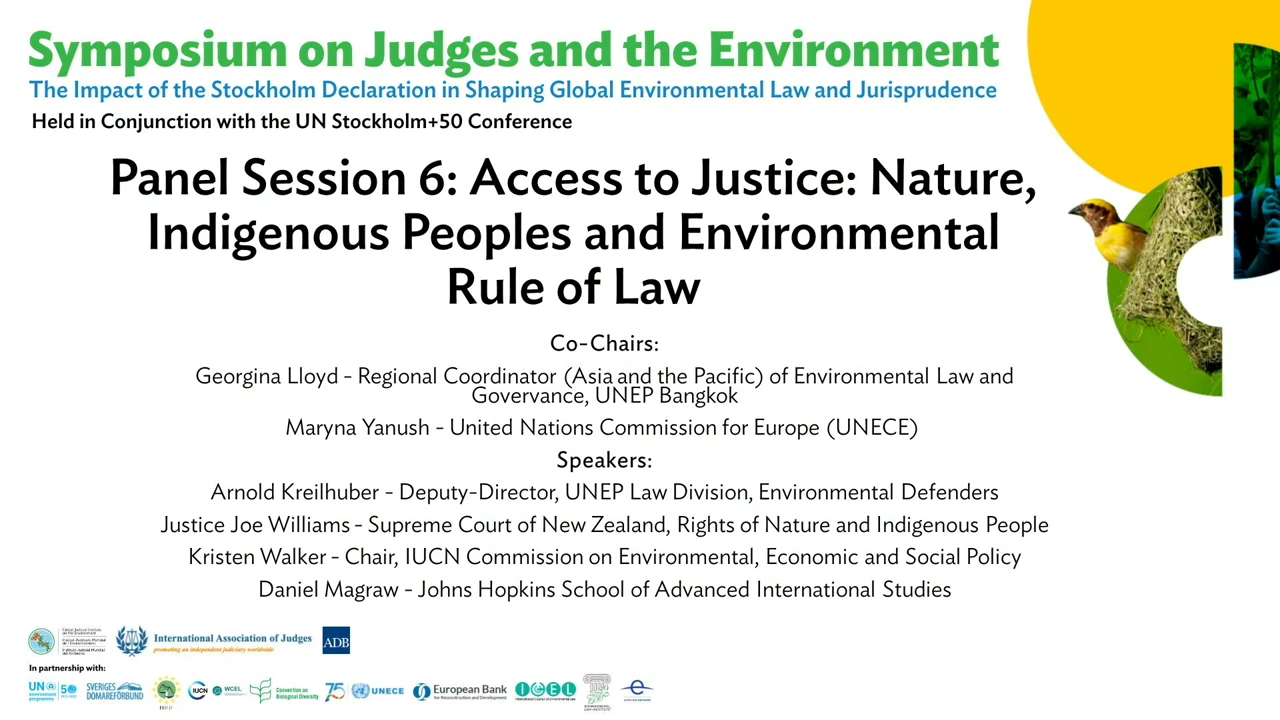 Symposium on Judges and the Environment
The Impact of the Stockholm Declaration in Shaping Global Environmental Law and Jurisprudence
Held in Conjunction with the UN Stockholm+50 Conference
Panel Session 6: Access to Justice: Nature,
Indigenous Peoples and Environmental
Rule of Law
Co-Chairs:
Georgina Lloyd - Regional Coordinator (Asia and the Pacific) of Environmental Law and
Govervance, UNEP Bangkok
Maryna Yanush - United Nations Commission for Europe (UNECE)
Speakers:
Arnold Kreilhuber - Deputy-Director, UNEP Law Division, Environmental Defenders
Justice Joe Williams - Supreme Court of New Zealand, Rights of Nature and Indigenous People
Kristen Walker - Chair, IUCN Commission on Environmental, Economic and Social Policy
Daniel Magraw - Johns Hopkins School of Advanced International Studies
International Association of Judges
promoting an independent judiciary worldwide
ADB
In partnership with:
UN
environment
programme
50
SVERIGES
DOMAREFÖRBUND
IUCN
WCEL
Convention on
Biological Diversity
75
UNECE
European Bank
for Reconstruction and Development
ICEL